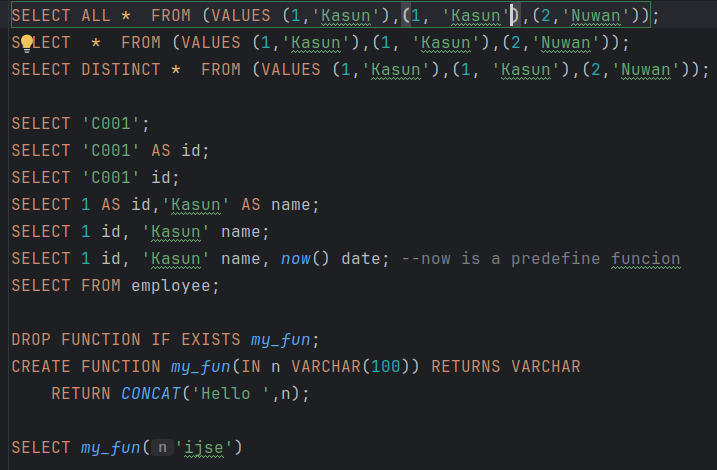 SELECT ALL *  FROM (VALUES (1,'Kasun'),(1, 'Kasun'),(2,'Nuwan'));
SELECT  *  FROM (VALUES (1,'Kasun'),(1, 'Kasun'),(2,'Nuwan'));
SELECT DISTINCT *  FROM (VALUES (1,'Kasun'),(1, 'Kasun'),(2,'Nuwan'));
SELECT 'C001';
SELECT 'C001' AS id;
SELECT 'C001' id;
SELECT 1 AS id,'Kasun' AS name;
SELECT 1 id, 'Kasun' name;
SELECT 1 id, 'Kasun' name, now() date; --now is a predefine funcion
SELECT FROM employee;
DROP FUNCTION IF EXISTS my_fun;
CREATE FUNCTION my_fun(IN n VARCHAR(100)) RETURNS VARCHAR
    RETURN CONCAT('Hello ',n);
SELECT my_fun( n 'ijse')